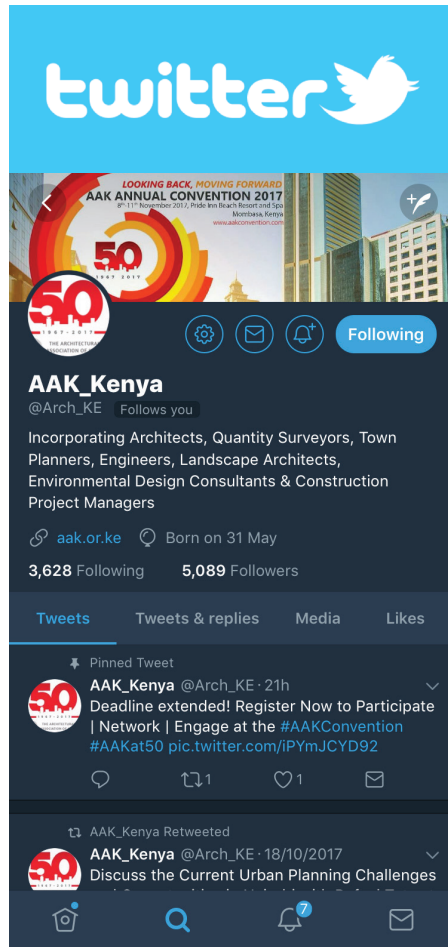 twitter
LOOKING BACK, MOVING FORWARD
AAK ANNUAL CONVENTION 2017
8th-11th November 2017, Pride Inn Beach Resort and Spa
Mombasa, Kenya
www.aakconvention.com
50
1967 - 2017
50
1967-2017
THE ARCHITECTURAL
ASSOCIATION OF
Following
AAK_Kenya
@Arch_KE Follows you
Incorporating Architects, Quantity Surveyors, Town
Planners, Engineers, Landscape Architects,
Environmental Design Consultants & Construction
Project Managers
aak.or.ke Born on 31 May
3,628 Following 5,089 Followers
Tweets Tweets & replies Media Likes
Pinned Tweet
AAK_Kenya @Arch_KE · 21h
Deadline extended! Register Now to Participate
| Network | Engage at the #AAKConvention
#AAKat50 pic.twitter.com/iPYmJCYD92
50
1 1
AAK_Kenya Retweeted
AAK_Kenya @Arch_KE · 18/10/2017
Discuss the Current Urban Planning Challenges
50
7